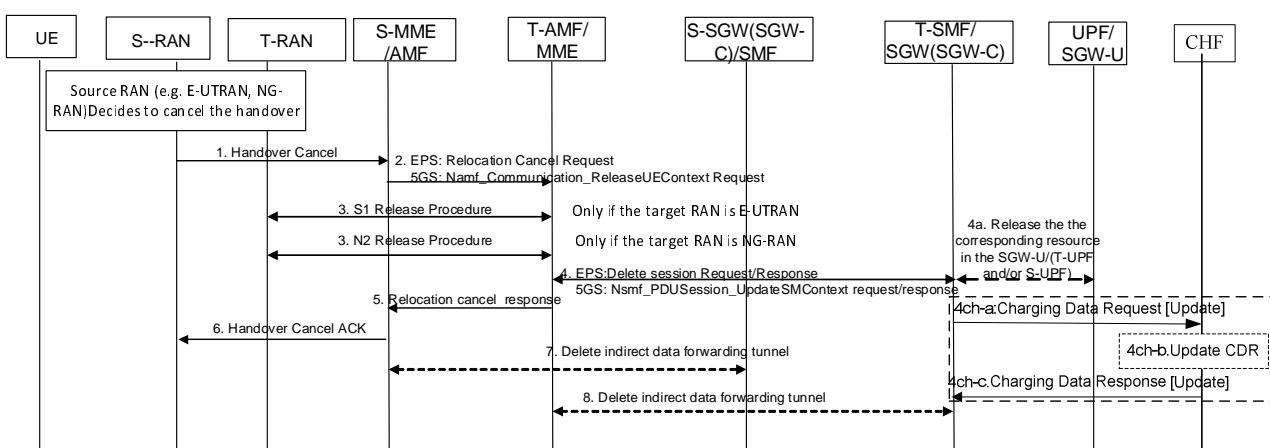 UE
S--RAN
T-RAN
S-MME
/AMF
T-AMF/
MME
S-SGW(SGW-
C)/SMF
T-SMF/
SGW(SGW-C)
UPF/
SGW-U
CHF
Source RAN (e.g. E-UTRAN, NG-
RAN)Decides to cancel the handover
1. Handover Cancel
2. EPS: Relocation Cancel Request
5GS: Namf_Communication_ReleaseUEContext Request
3. S1 Release Procedure
Only if the target RAN is E-UTRAN
3. N2 Release Procedure
Only if the target RAN is NG-RAN
4a. Release the the
corresponding resource
in the SGW-U/(T-UPF
and/or S-UPF)
4. EPS:Delete session Request/Response
5GS: Nsmf_PDUSession_UpdateSMContext request/response
5. Relocation cancel response
4ch-a:Charging Data Request [Update]
6. Handover Cancel ACK
4ch-b.Update CDR
7. Delete indirect data forwarding tunnel
4ch-c.Charging Data Response [Update]
8. Delete indirect data forwarding tunnel